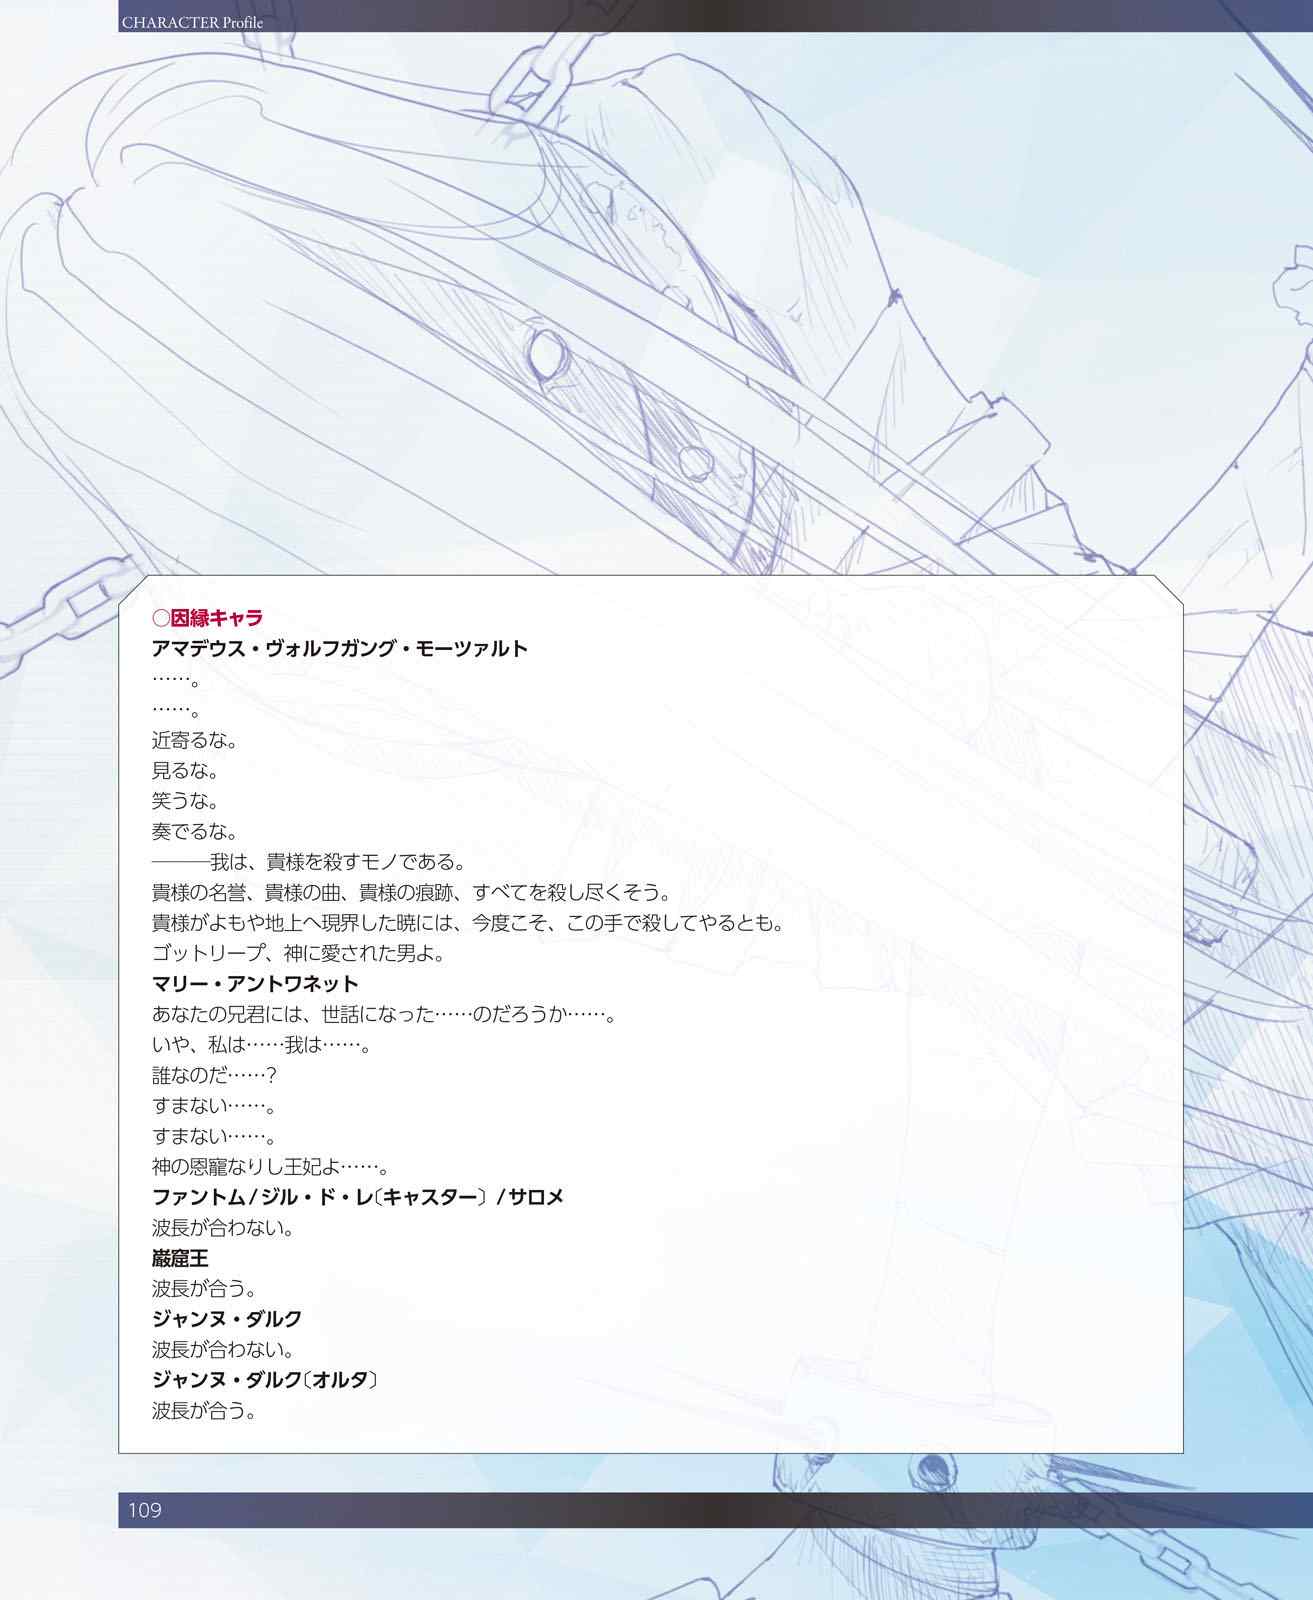 CHARACTER Profile
○因縁キャラ
アマデウス・ヴォルフガング・モーツァルト
……。
……。
近寄るな。
見るな。
笑うな。
奏でるな。
———我は、貴様を殺すモノである。
貴様の名誉、貴様の曲、貴様の痕跡、すべてを殺し尽くそう。
貴様がよもや地上へ現界した暁には、今度こそ、この手で殺してやるとも。
ゴットリープ、神に愛された男よ。
マリー・アントワネット
あなたの兄君には、世話になった……のだろうか……。
いや、私は……我は……。
誰なのだ……?
すまない……。
すまない……。
神の恩寵なりし王妃よ……。
ファントム/ジル・ド・レ〔キャスター〕/サロメ
波長が合わない。
巌窟王
波長が合う。
ジャンヌ・ダルク
波長が合わない。
ジャンヌ・ダルク〔オルタ〕
波長が合う。
109